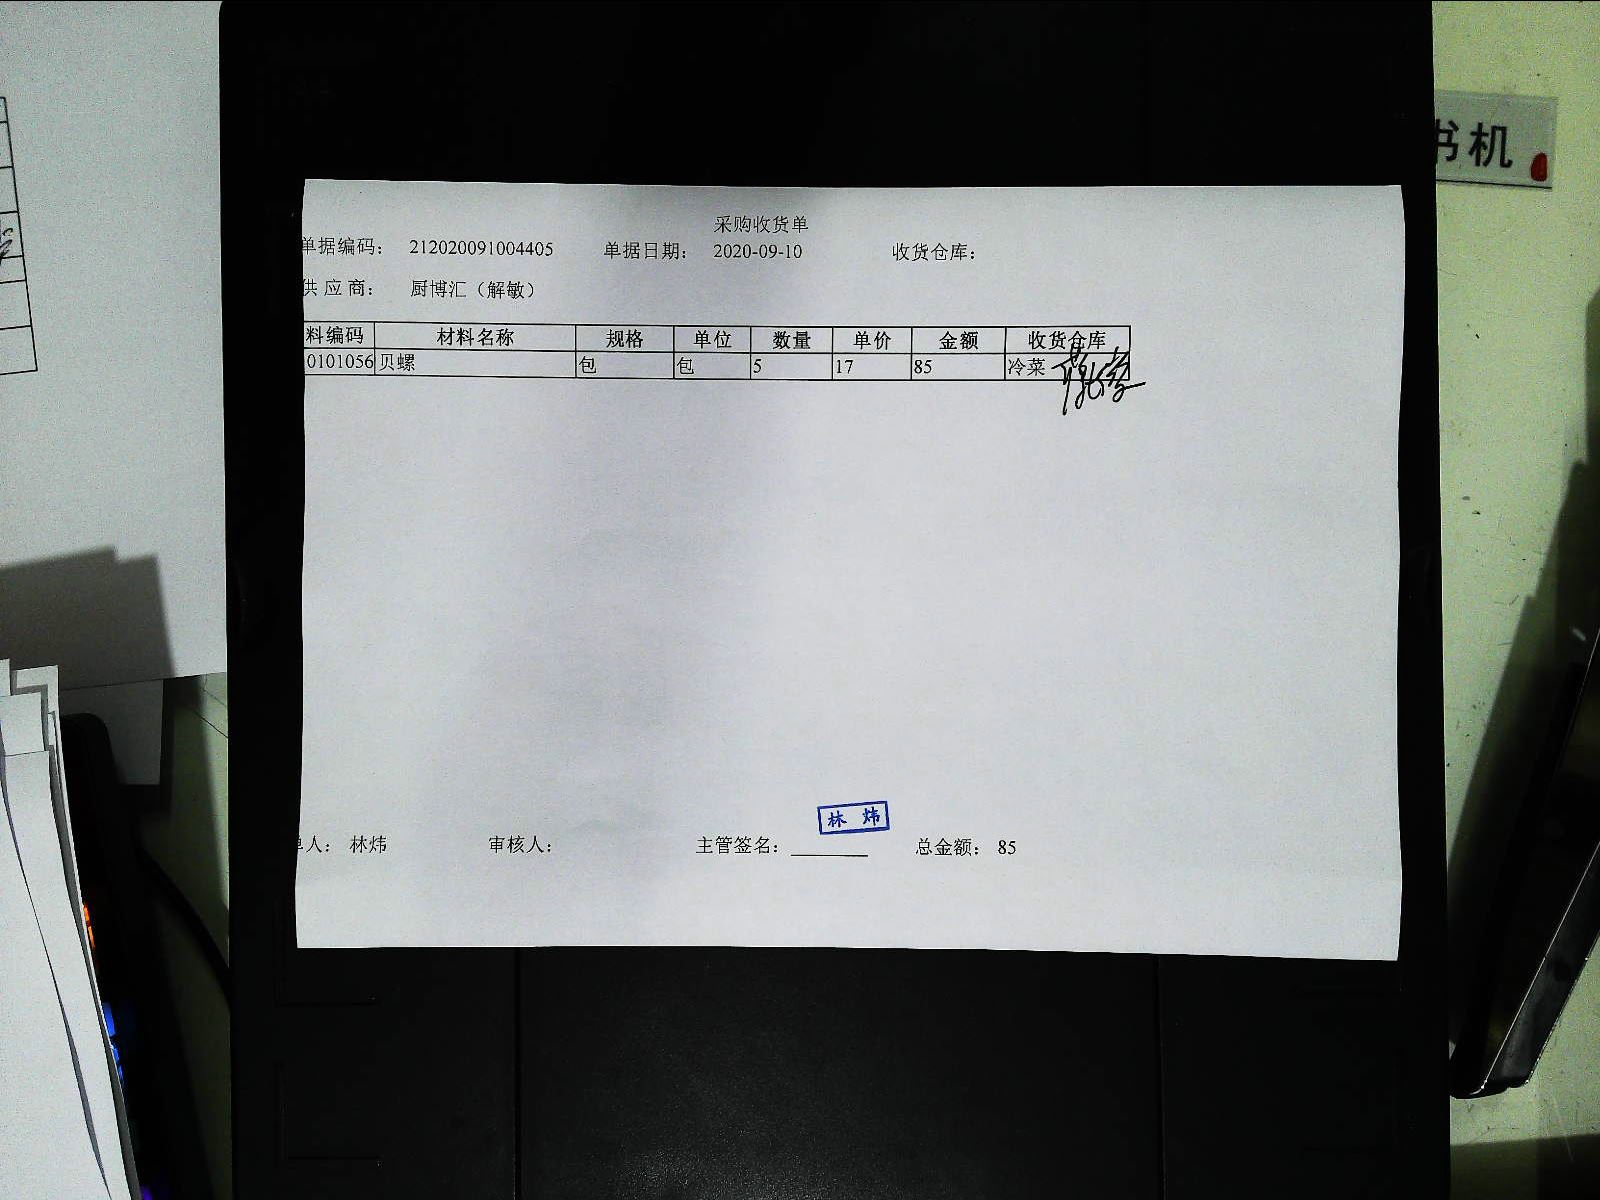 书机
采购收货单
单据编码： 212020091004405 单据日期： 2020-09-10 收货仓库：
供 应 商： 厨博汇（解敏）
料编码 材料名称 规格 单位 数量 单价 金额 收货仓库
0101056 贝螺 包 包 5 17 85 冷菜
林 炜
单人： 林炜 审核人： 主管签名： 总金额： 85